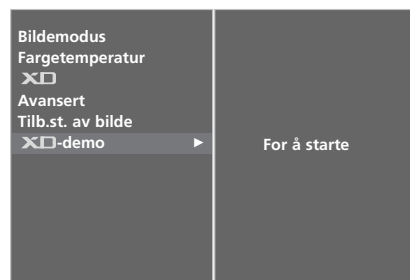 Bildemodus
Fargetemperatur
XD
Avansert
Tilb.st. av bilde
XD-demo ►
For å starte